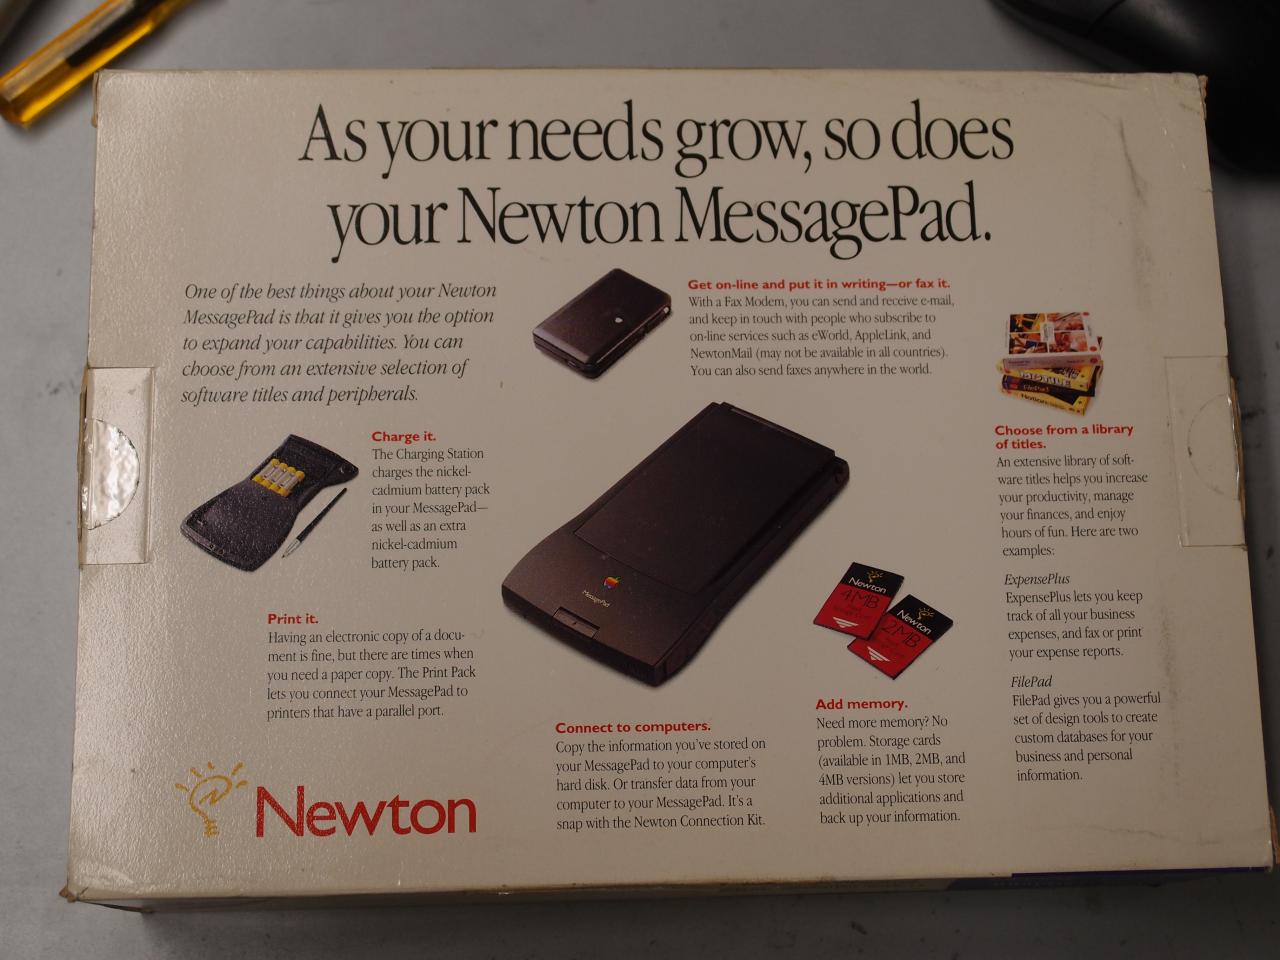 As your needs grow, so does
your Newton MessagePad.
One of the best things about your Newton
MessagePad is that it gives you the option
to expand your capabilities. You can
choose from an extensive selection of
software titles and peripherals.
Get on-line and put it in writing—or fax it.
With a Fax Modem, you can send and receive e-mail,
and keep in touch with people who subscribe to
on-line services such as eWorld, AppleLink, and
NewtonMail (may not be available in all countries).
You can also send faxes anywhere in the world.
Charge it.
The Charging Station
charges the nickel-
cadmium battery pack
in your MessagePad—
as well as an extra
nickel-cadmium
battery pack.
Print it.
Having an electronic copy of a docu-
ment is fine, but there are times when
you need a paper copy. The Print Pack
lets you connect your MessagePad to
printers that have a parallel port.
MessagePad
Connect to computers.
Copy the information you've stored on
your MessagePad to your computer's
hard disk. Or transfer data from your
computer to your MessagePad. It's a
snap with the Newton Connection Kit.
Newton
4MB
Newton
2MB
Add memory.
Need more memory? No
problem. Storage cards
(available in 1MB, 2MB, and
4MB versions) let you store
additional applications and
back up your information.
FilePad
Choose from a library
of titles.
An extensive library of soft-
ware titles helps you increase
your productivity, manage
your finances, and enjoy
hours of fun. Here are two
examples:
ExpensePlus
ExpensePlus lets you keep
track of all your business
expenses, and fax or print
your expense reports.
FilePad
FilePad gives you a powerful
set of design tools to create
custom databases for your
business and personal
information.
Newton